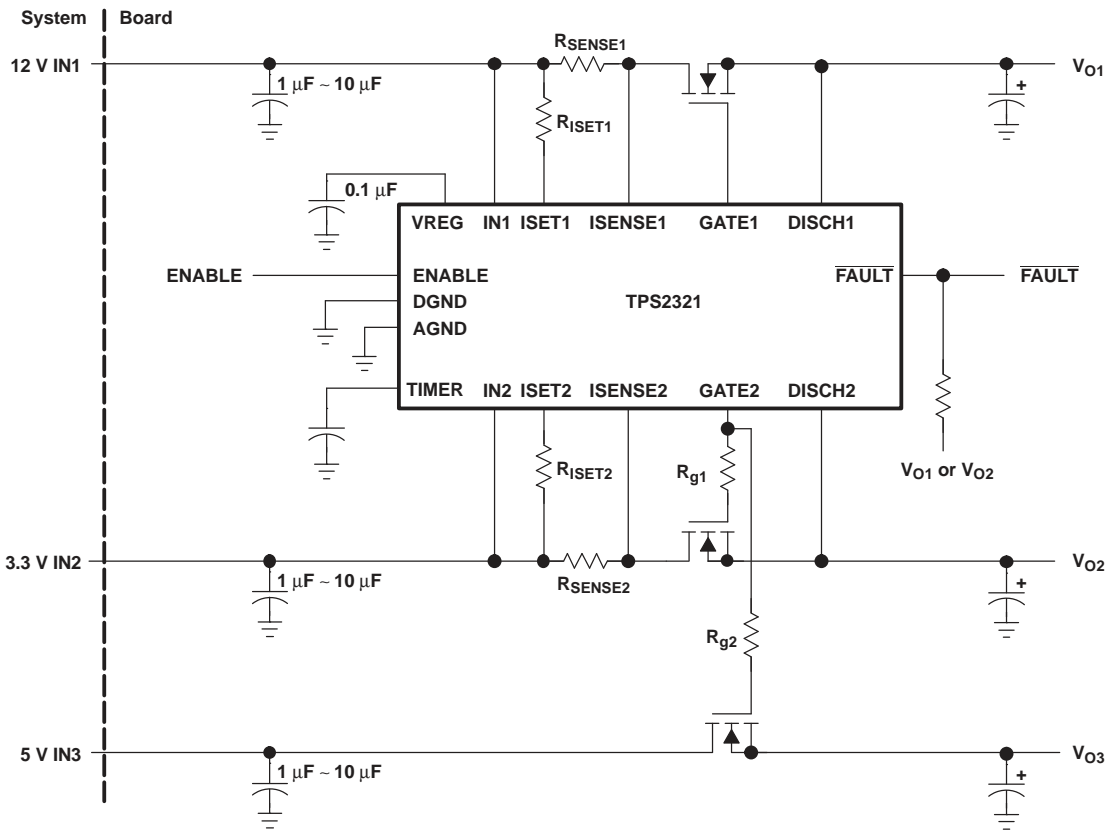 System Board
12 V IN1
1 μF ~ 10 μF
RSENSE1
RISET1
VO1
+
0.1 μF
VREG IN1 ISET1 ISENSE1 GATE1 DISCH1
ENABLE
ENABLE
DGND
AGND
TIMER
TPS2321
FAULT
FAULT
IN2 ISET2 ISENSE2 GATE2 DISCH2
RISET2
Rg1
VO1 or VO2
3.3 V IN2
1 μF ~ 10 μF
RSENSE2
VO2
+
Rg2
5 V IN3
1 μF ~ 10 μF
VO3
+